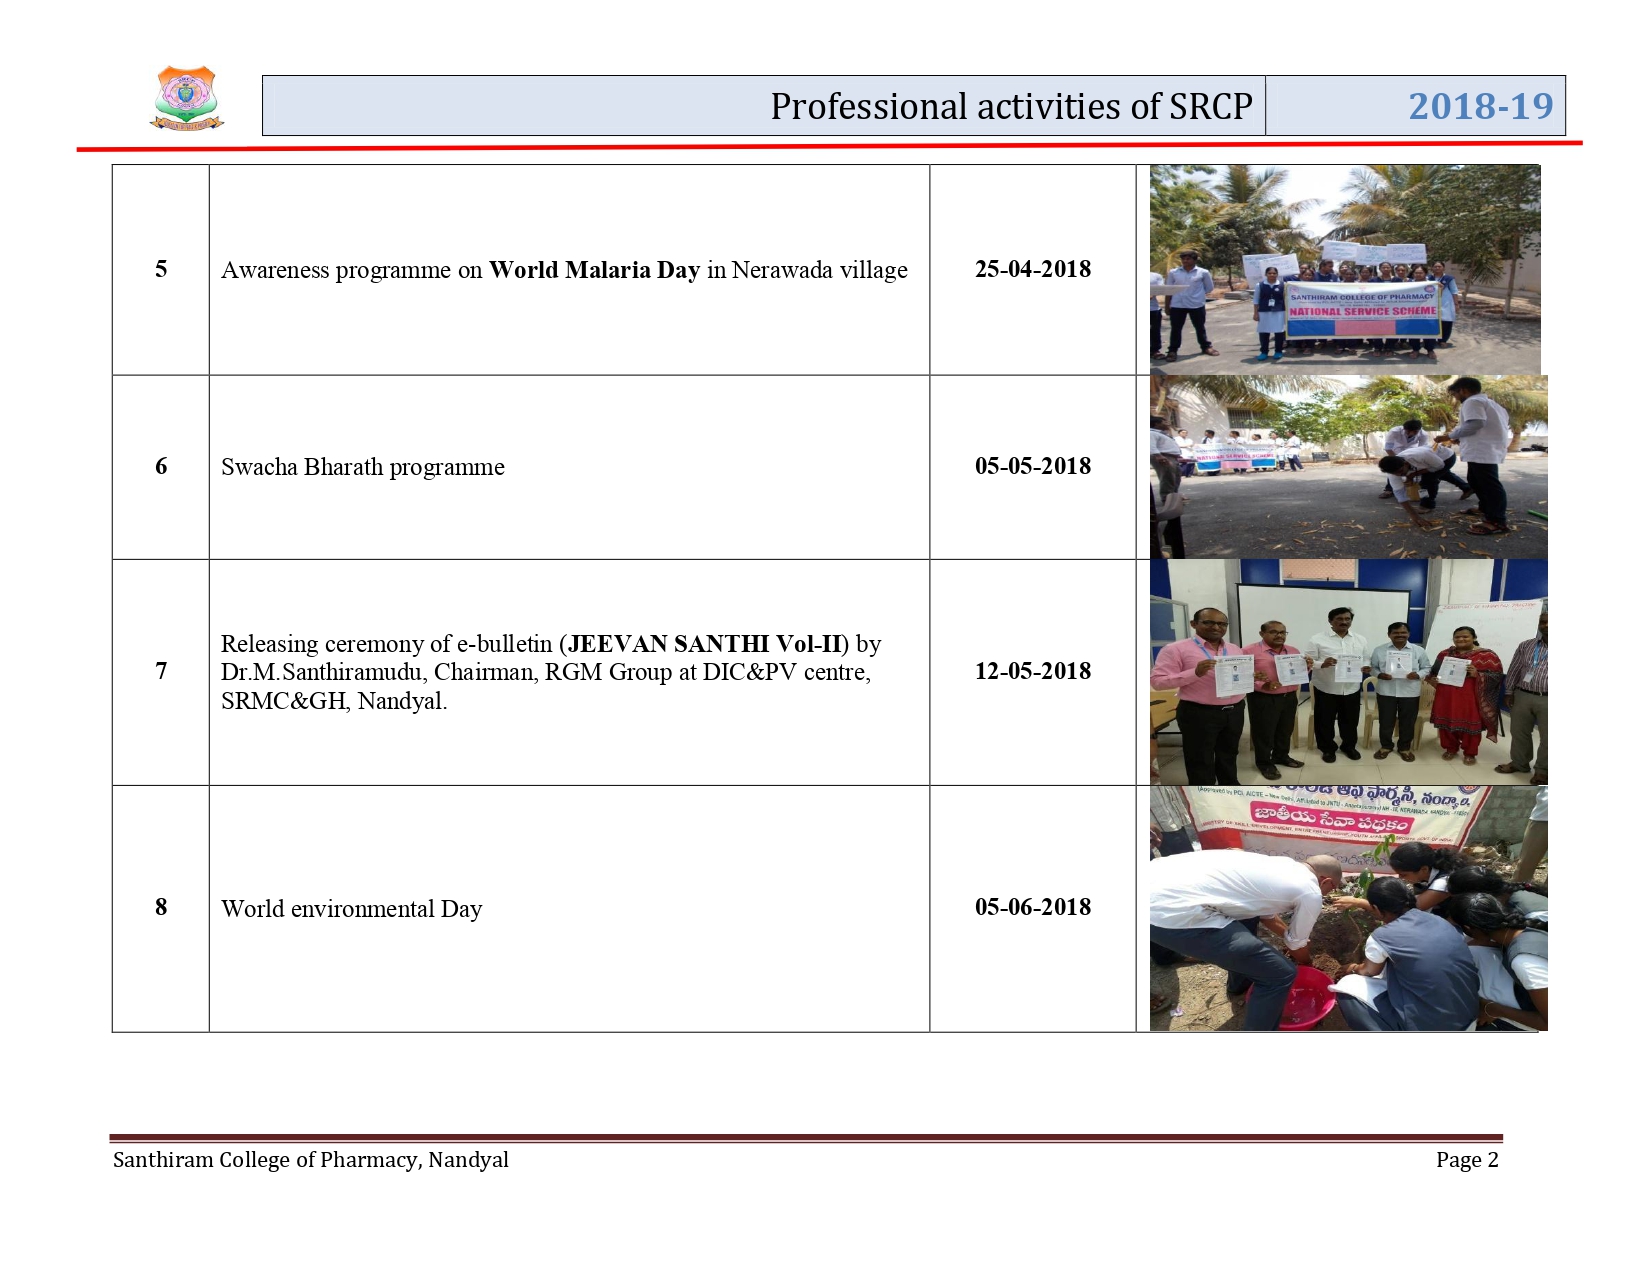 Professional activities of SRCP 2018-19
5 Awareness programme on World Malaria Day in Nerawada village 25-04-2018
SANTHIRAM COLLEGE OF PHARMACY
NATIONAL SERVICE SCHEME
6 Swacha Bharath programme 05-05-2018
NATIONAL SERVICE SCHEME
Releasing ceremony of e-bulletin (JEEVAN SANTHI Vol-II) by
7 Dr.M.Santhiramudu, Chairman, RGM Group at DIC&PV centre, 12-05-2018
SRMC&GH, Nandyal.
ఆఫ్ ఫార్మసీ, నంద్యాల.
జాతీయ సేవా పథకం
8 World environmental Day 05-06-2018
Santhiram College of Pharmacy, Nandyal Page 2